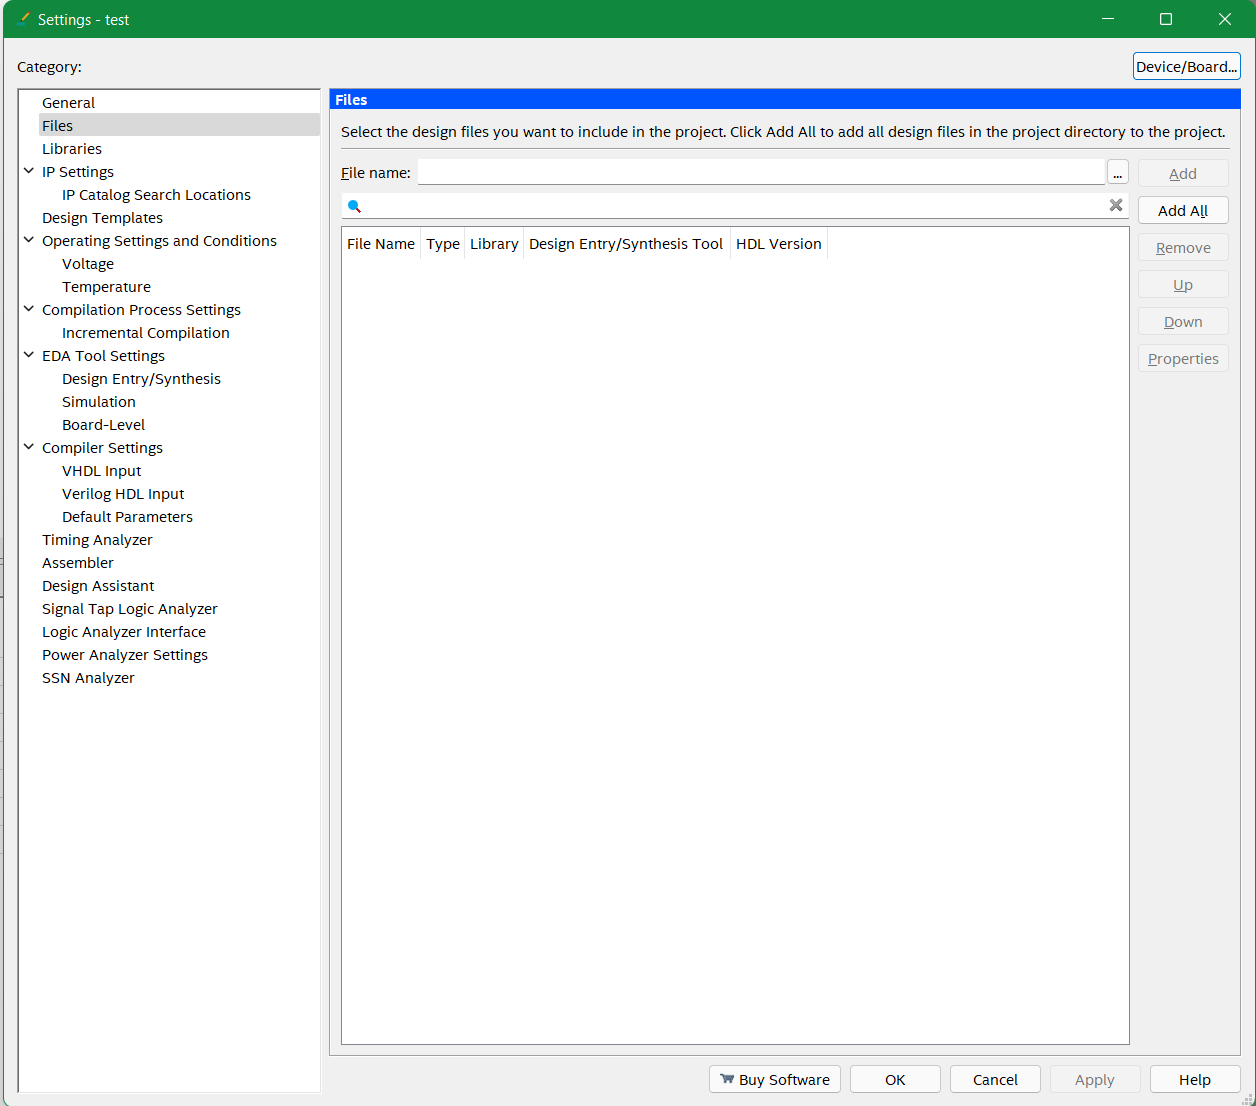 Settings - test
Category:
Device/Board...
General
Files
Libraries
IP Settings
IP Catalog Search Locations
Design Templates
Operating Settings and Conditions
Voltage
Temperature
Compilation Process Settings
Incremental Compilation
EDA Tool Settings
Design Entry/Synthesis
Simulation
Board-Level
Compiler Settings
VHDL Input
Verilog HDL Input
Default Parameters
Timing Analyzer
Assembler
Design Assistant
Signal Tap Logic Analyzer
Logic Analyzer Interface
Power Analyzer Settings
SSN Analyzer
Files
Select the design files you want to include in the project. Click Add All to add all design files in the project directory to the project.
File name:
...
Add
Add All
Remove
Up
Down
Properties
File Name Type Library Design Entry/Synthesis Tool HDL Version
Buy Software
OK
Cancel
Apply
Help